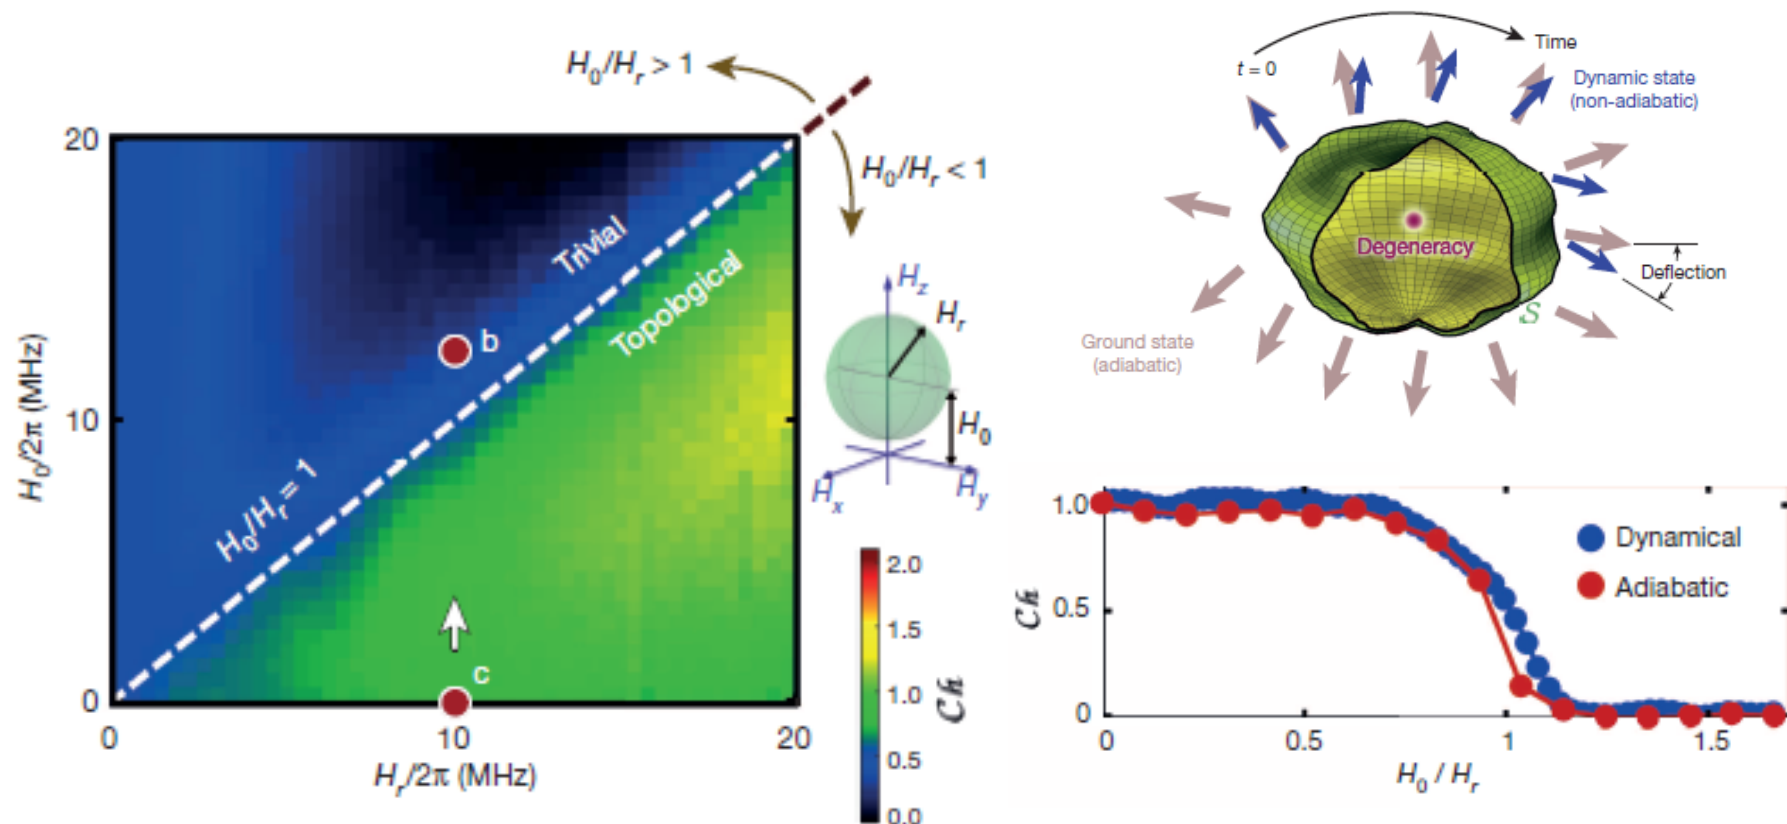 H₀/Hᵣ > 1
20
H₀/Hᵣ < 1
Trivial
Topological
b
H₀/2π (MHz)
10
H₀/Hᵣ = 1
c
0
0
10
20
Hᵣ/2π (MHz)
H_z
Hᵣ
H₀
Hₓ
H_y
2.0
1.5
1.0
0.5
0.0
Ch
t = 0
Time
Dynamic state
(non-adiabatic)
Degeneracy
Deflection
S
Ground state
(adiabatic)
1.0
0.5
0
Ch
Dynamical
Adiabatic
0
0.5
1
1.5
H₀ / Hᵣ